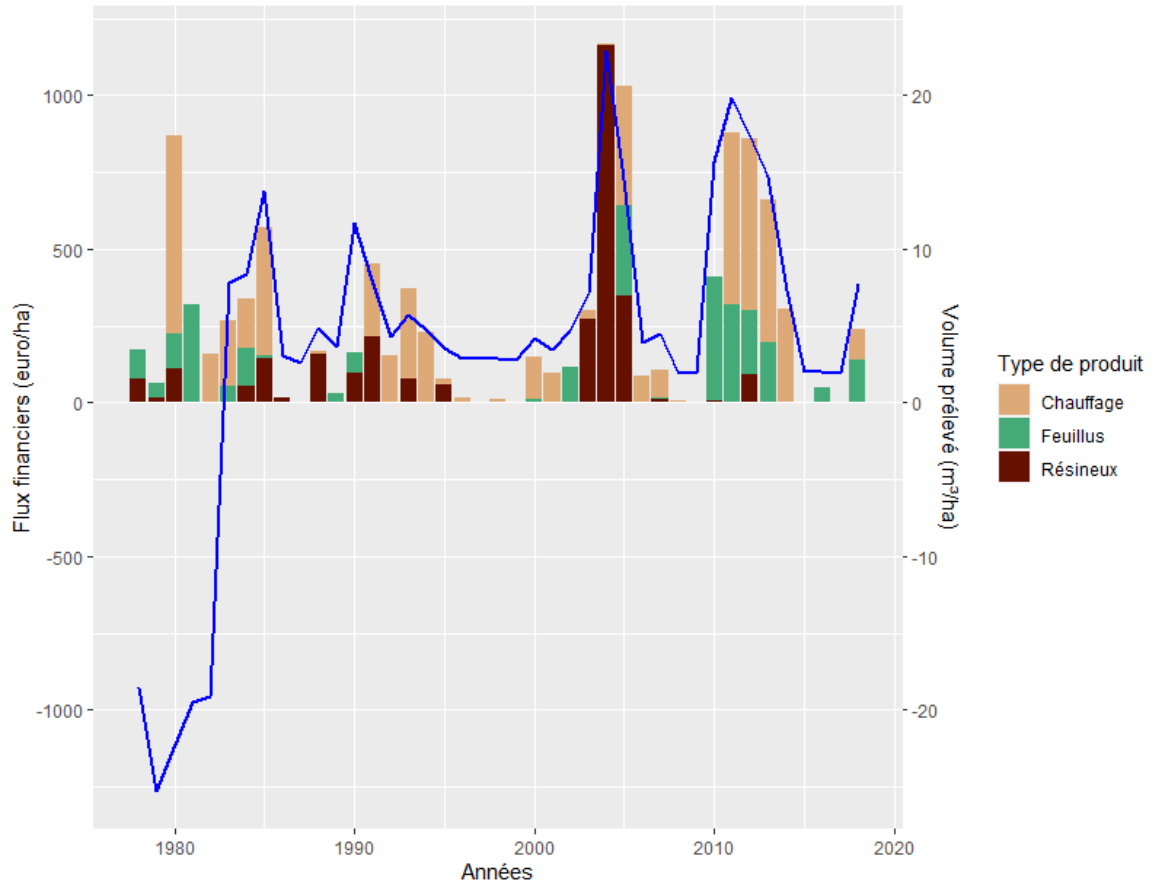 1000
500
0
-500
-1000
Flux financiers (euro/ha)
20
10
0
-10
-20
Volume prélevé (m³/ha)
1980
1990
2000
2010
2020
Années
Type de produit
Chauffage
Feuillus
Résineux